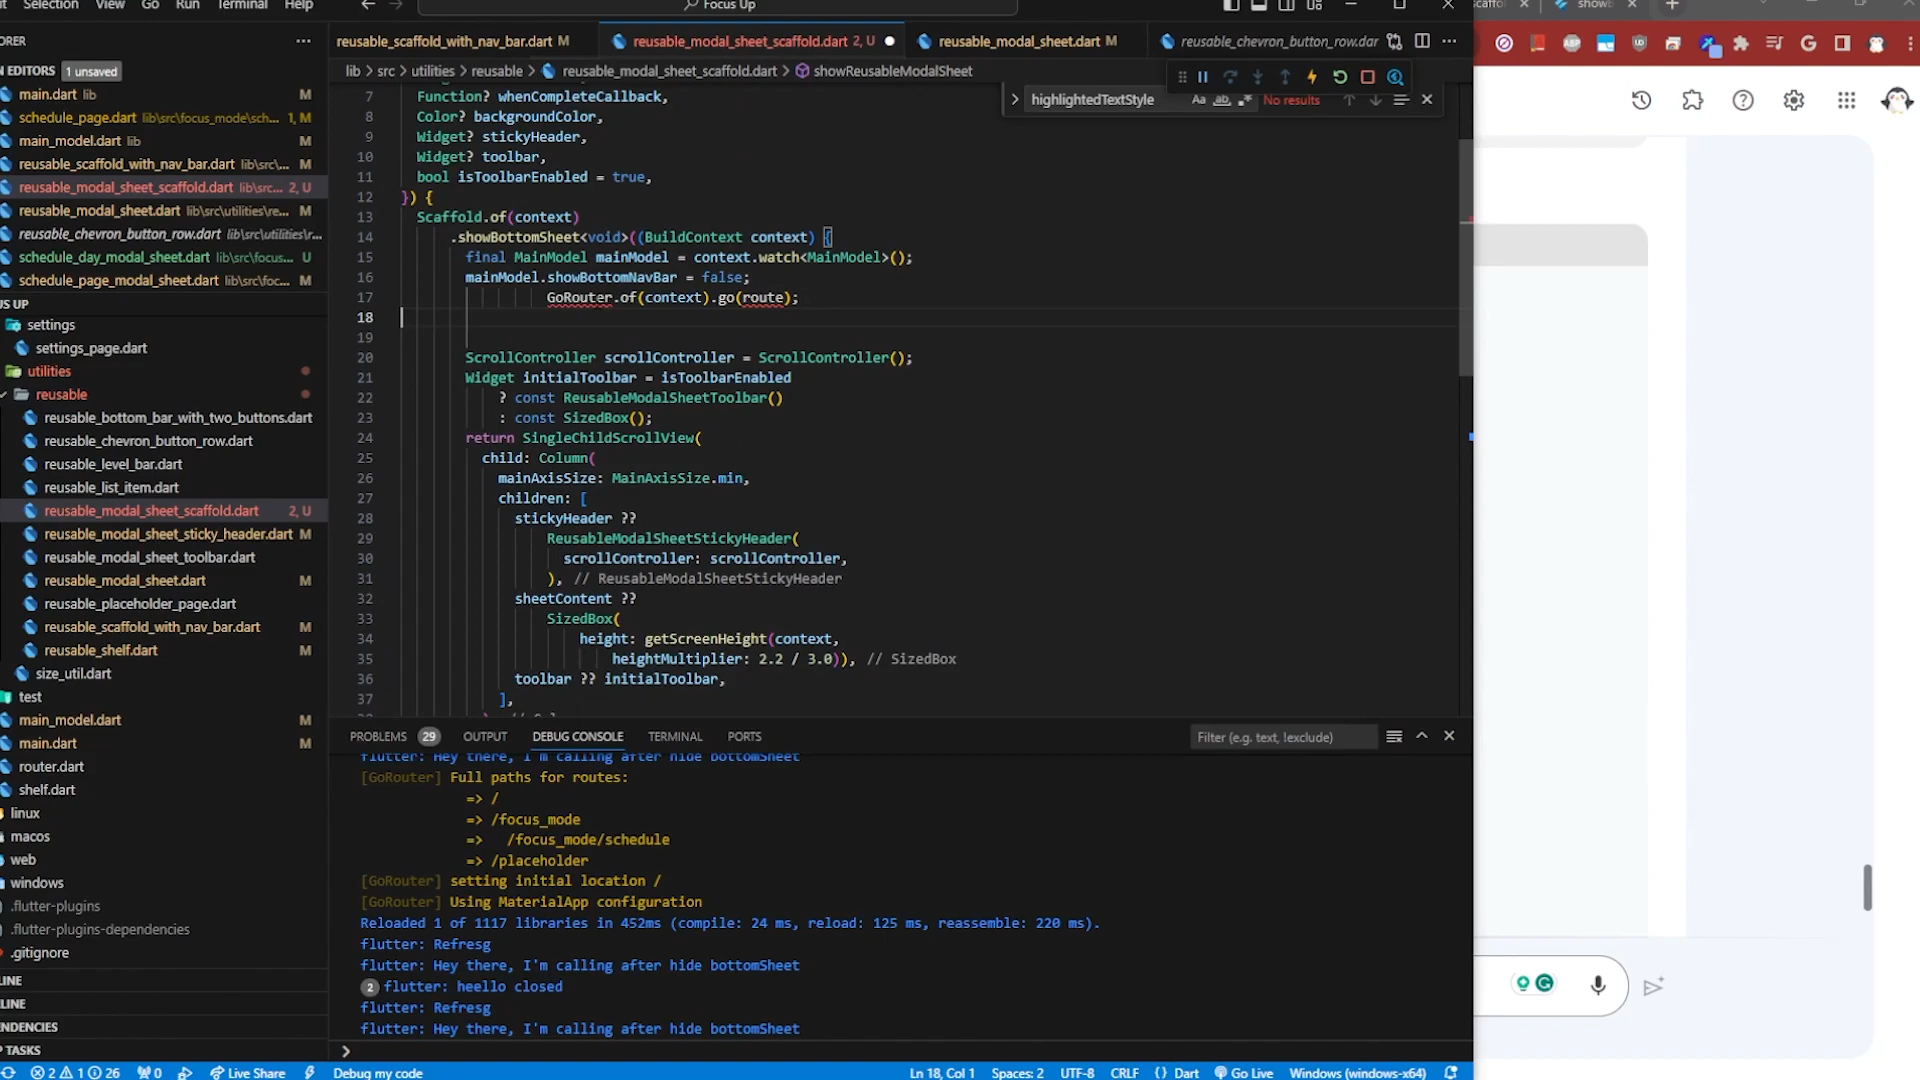 Selection View Go Run Terminal Help
Focus Up
ORER
N EDITORS 1 unsaved
main.dart lib M
schedule_page.dart lib\src\focus_mode\sch... 1, M
main_model.dart lib M
reusable_scaffold_with_nav_bar.dart lib\src\... M
reusable_modal_sheet_scaffold.dart lib\src... 2, U
reusable_modal_sheet.dart lib\src\utilities\re... M
reusable_chevron_button_row.dart lib\src\utilities\r...
schedule_day_modal_sheet.dart lib\src\focus... U
schedule_page_modal_sheet.dart lib\src\foc... M
US UP
settings
settings_page.dart
utilities
reusable
reusable_bottom_bar_with_two_buttons.dart
reusable_chevron_button_row.dart
reusable_level_bar.dart
reusable_list_item.dart
reusable_modal_sheet_scaffold.dart 2, U
reusable_modal_sheet_sticky_header.dart M
reusable_modal_sheet_toolbar.dart
reusable_modal_sheet.dart M
reusable_placeholder_page.dart
reusable_scaffold_with_nav_bar.dart M
reusable_shelf.dart M
size_util.dart
test
main_model.dart M
main.dart M
router.dart
shelf.dart
linux
macos
web
windows
.flutter-plugins
.flutter-plugins-dependencies
.gitignore
LINE
LINE
NDENCIES
TASKS
reusable_scaffold_with_nav_bar.dart M
reusable_modal_sheet_scaffold.dart 2, U
reusable_modal_sheet.dart M
reusable_chevron_button_row.dar
lib > src > utilities > reusable > reusable_modal_sheet_scaffold.dart > showReusableModalSheet
highlightedTextStyle Aa ab No results
7 Function? whenCompleteCallback,
8 Color? backgroundColor,
9 Widget? stickyHeader,
10 Widget? toolbar,
11 bool isToolbarEnabled = true,
12 }) {
13 Scaffold.of(context)
14 .showBottomSheet<void>((BuildContext context) {
15 final MainModel mainModel = context.watch<MainModel>();
16 mainModel.showBottomNavBar = false;
17 GoRouter.of(context).go(route);
18
19
20 ScrollController scrollController = ScrollController();
21 Widget initialToolbar = isToolbarEnabled
22 ? const ReusableModalSheetToolbar()
23 : const SizedBox();
24 return SingleChildScrollView(
25 child: Column(
26 mainAxisSize: MainAxisSize.min,
27 children: [
28 stickyHeader ??
29 ReusableModalSheetStickyHeader(
30 scrollController: scrollController,
31 ), // ReusableModalSheetStickyHeader
32 sheetContent ??
33 SizedBox(
34 height: getScreenHeight(context,
35 heightMultiplier: 2.2 / 3.0)), // SizedBox
36 toolbar ?? initialToolbar,
37 ],
PROBLEMS 29 OUTPUT DEBUG CONSOLE TERMINAL PORTS
Filter (e.g. text, !exclude)
flutter: Hey there, I'm calling after hide bottomSheet
[GoRouter] Full paths for routes:
=> /
=> /focus_mode
=> /focus_mode/schedule
=> /placeholder
[GoRouter] setting initial location /
[GoRouter] Using MaterialApp configuration
Reloaded 1 of 1117 libraries in 452ms (compile: 24 ms, reload: 125 ms, reassemble: 220 ms).
flutter: Refresg
flutter: Hey there, I'm calling after hide bottomSheet
2 flutter: heello closed
flutter: Refresg
flutter: Hey there, I'm calling after hide bottomSheet
2 1 26 0 Live Share Debug my code Ln 18, Col 1 Spaces: 2 UTF-8 CRLF {} Dart Go Live Windows (windows-x64)